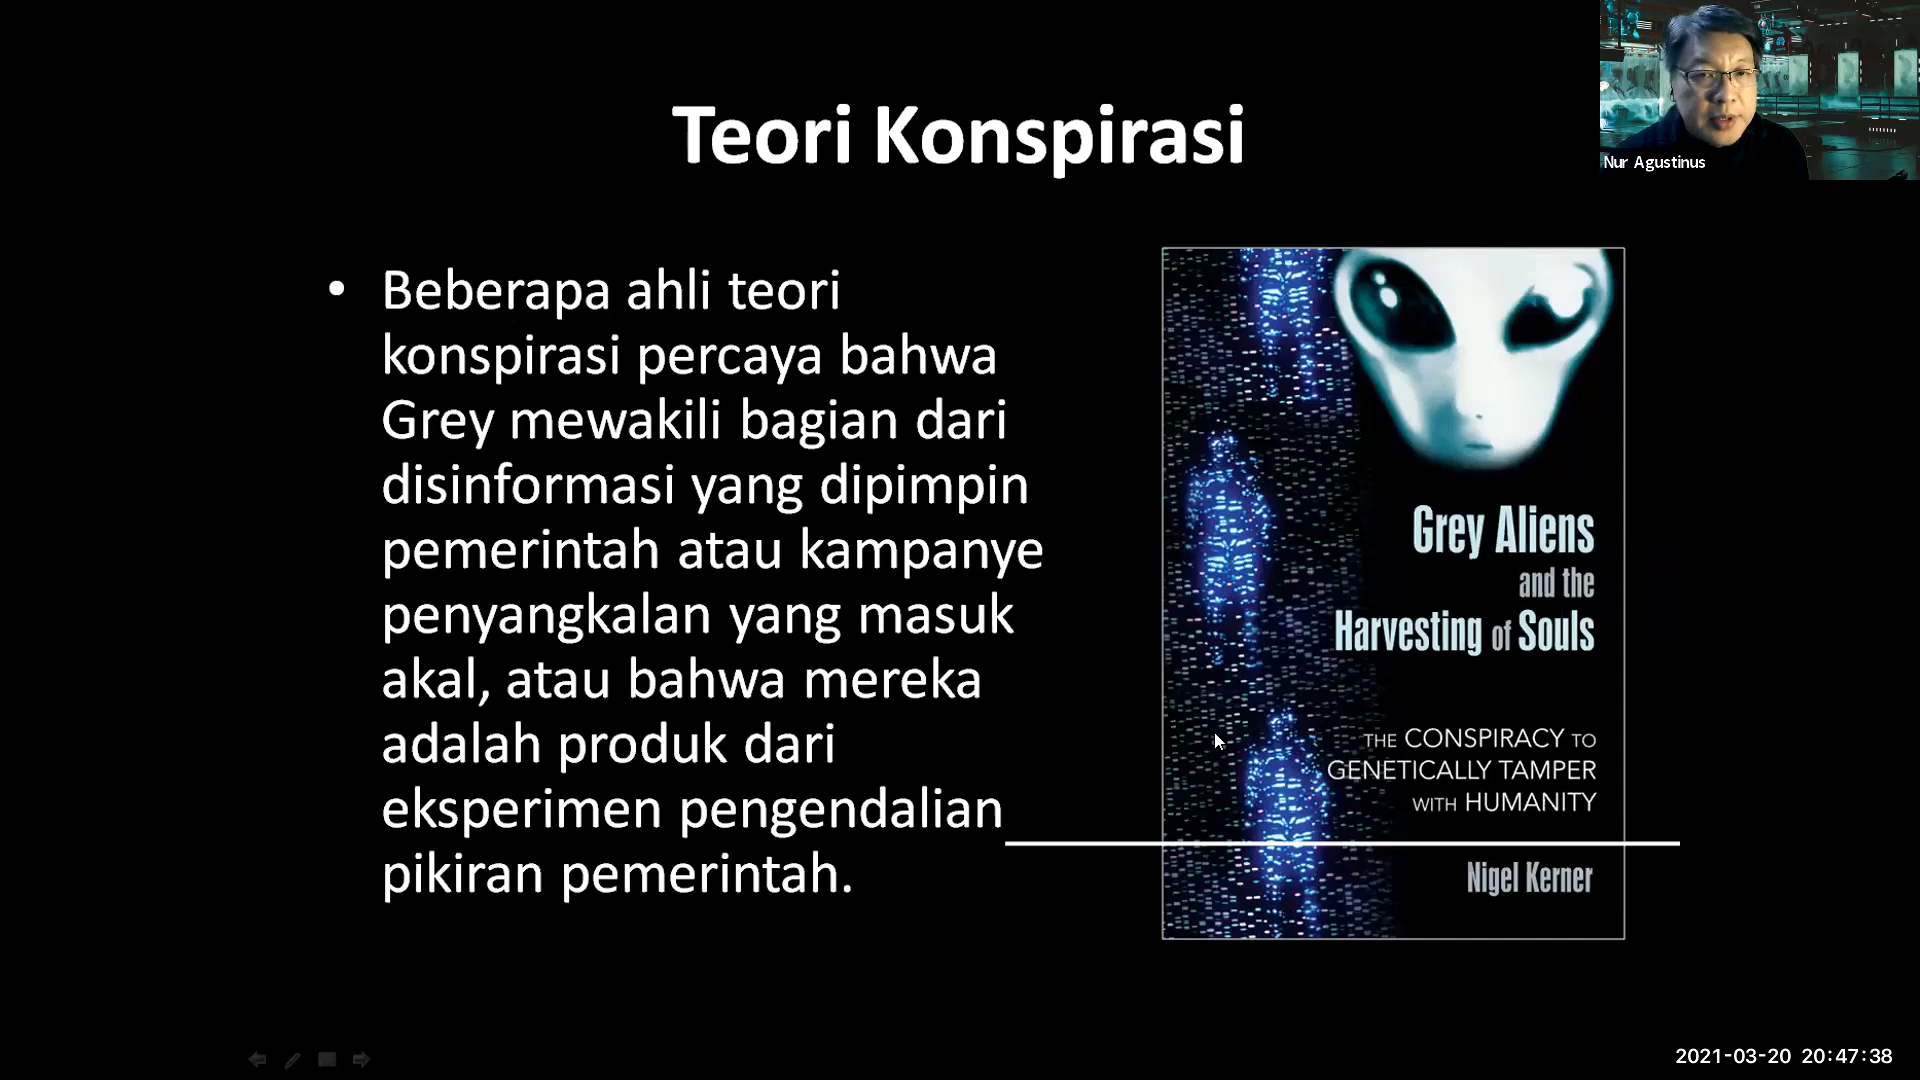 Teori Konspirasi
Nur Agustinus
• Beberapa ahli teori
konspirasi percaya bahwa
Grey mewakili bagian dari
disinformasi yang dipimpin
pemerintah atau kampanye
penyangkalan yang masuk
akal, atau bahwa mereka
adalah produk dari
eksperimen pengendalian
pikiran pemerintah.
Grey Aliens
and the
Harvesting of Souls
THE CONSPIRACY TO
GENETICALLY TAMPER
WITH HUMANITY
Nigel Kerner
2021-03-20 20:47:38